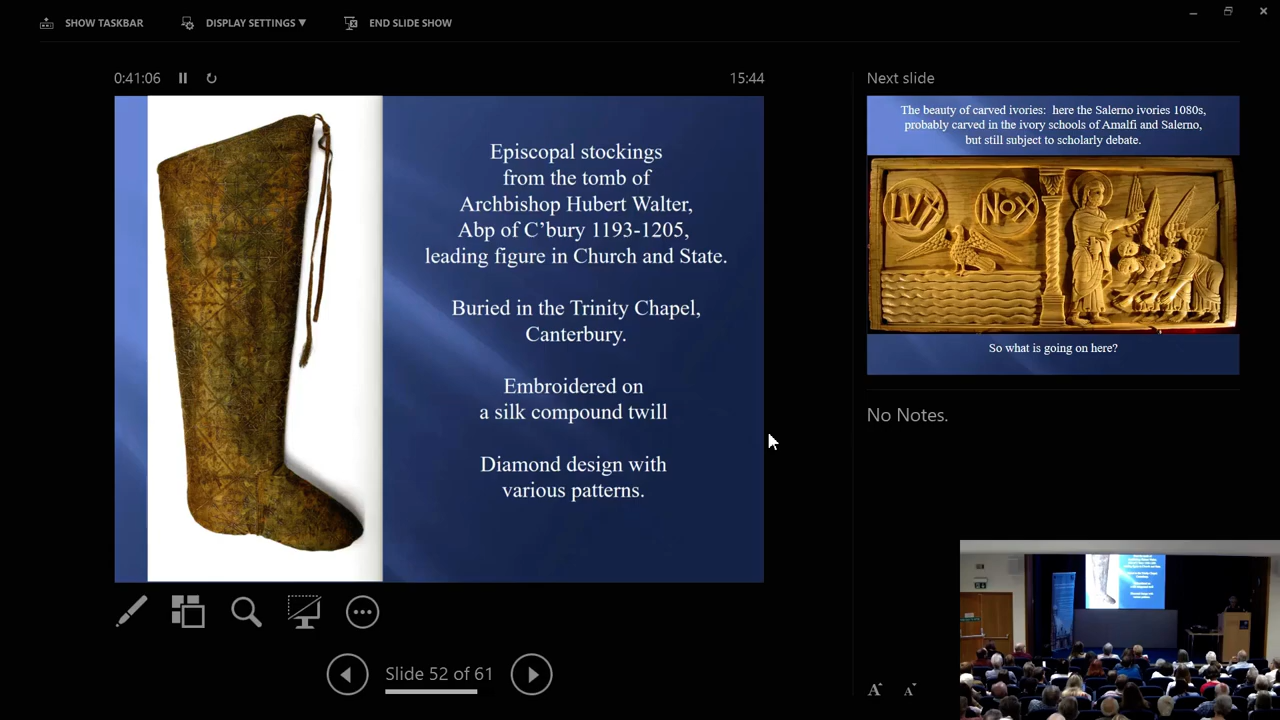 SHOW TASKBAR
DISPLAY SETTINGS ▼
END SLIDE SHOW
0:41:06
15:44
Next slide
Episcopal stockings
from the tomb of
Archbishop Hubert Walter,
Abp of C’bury 1193-1205,
leading figure in Church and State.
Buried in the Trinity Chapel,
Canterbury.
Embroidered on
a silk compound twill
Diamond design with
various patterns.
The beauty of carved ivories: here the Salerno ivories 1080s,
probably carved in the ivory schools of Amalfi and Salerno,
but still subject to scholarly debate.
LVX
NOX
So what is going on here?
No Notes.
Slide 52 of 61
A
A